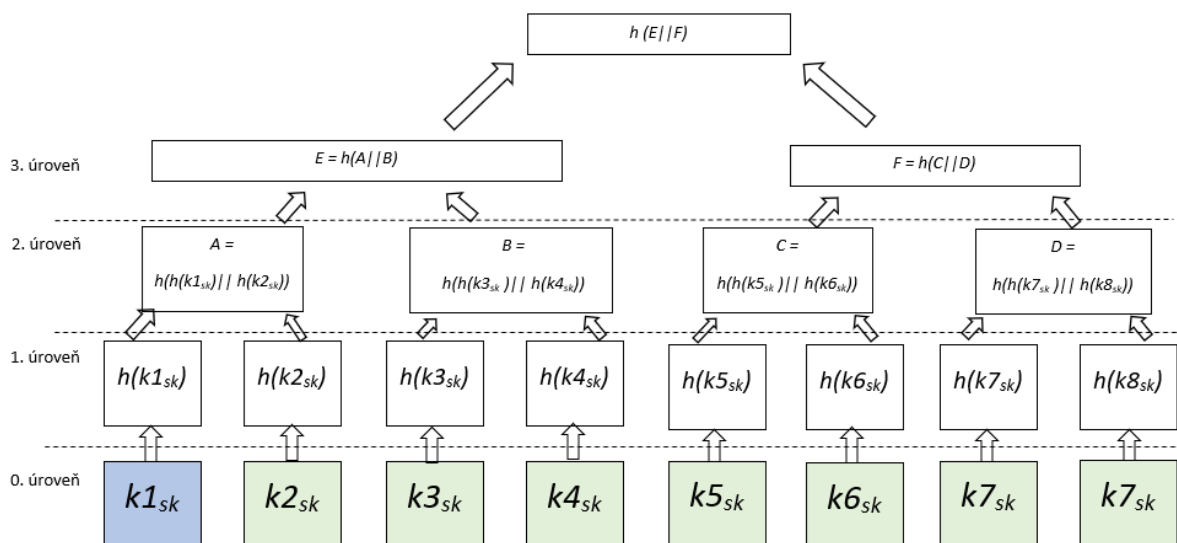 h (E||F)
3. úroveň
E = h(A||B)
F = h(C||D)
2. úroveň
A =
h(h(k1sk)|| h(k2sk))
B =
h(h(k3sk )|| h(k4sk))
C =
h(h(k5sk )|| h(k6sk))
D =
h(h(k7sk )|| h(k8sk))
1. úroveň
h(k1sk)
h(k2sk)
h(k3sk)
h(k4sk)
h(k5sk)
h(k6sk)
h(k7sk)
h(k8sk)
0. úroveň
k1sk
k2sk
k3sk
k4sk
k5sk
k6sk
k7sk
k7sk